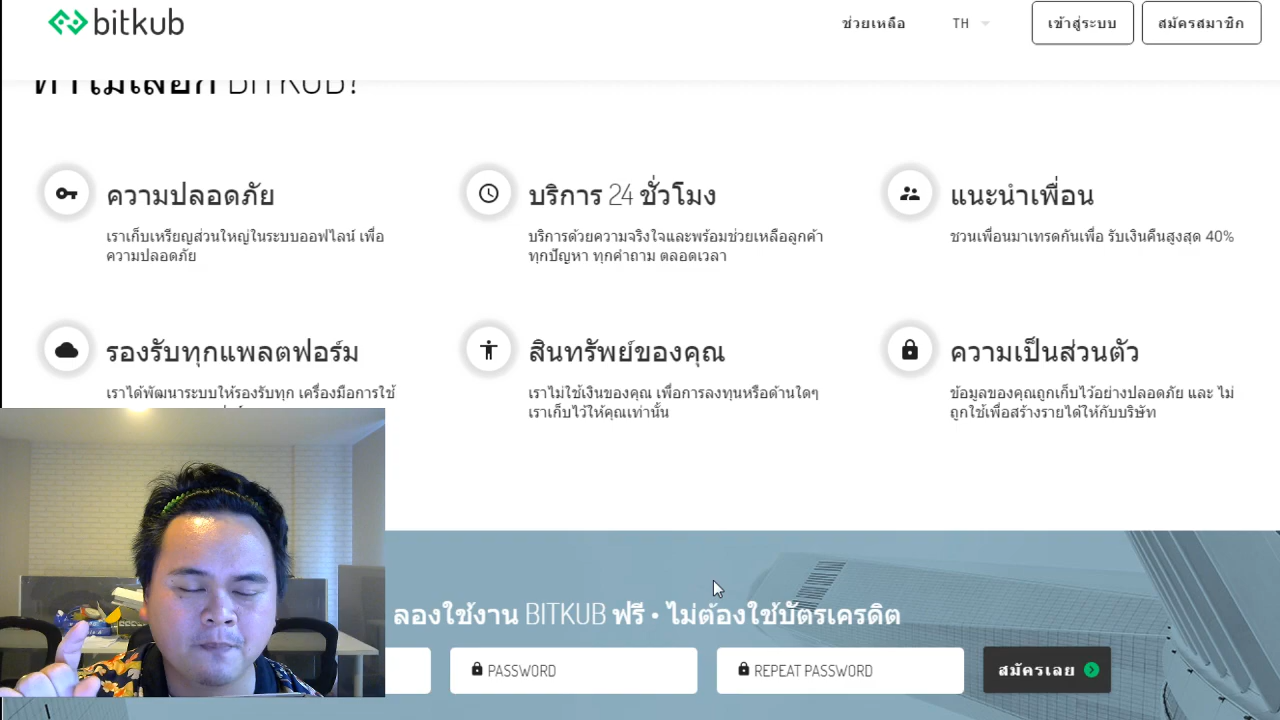 bitkub
ช่วยเหลือ
TH
เข้าสู่ระบบ
สมัครสมาชิก
ทำไมเลือก BITKUB?
ความปลอดภัย
เราเก็บเหรียญส่วนใหญ่ในระบบออฟไลน์ เพื่อ
ความปลอดภัย
บริการ 24 ชั่วโมง
บริการด้วยความจริงใจและพร้อมช่วยเหลือลูกค้า
ทุกปัญหา ทุกคำถาม ตลอดเวลา
แนะนำเพื่อน
ชวนเพื่อนมาเทรดกันเพื่อ รับเงินคืนสูงสุด 40%
รองรับทุกแพลตฟอร์ม
เราได้พัฒนาระบบให้รองรับทุก เครื่องมือการใช้
สินทรัพย์ของคุณ
เราไม่ใช้เงินของคุณ เพื่อการลงทุนหรือด้านใดๆ
เราเก็บไว้ให้คุณเท่านั้น
ความเป็นส่วนตัว
ข้อมูลของคุณถูกเก็บไว้อย่างปลอดภัย และ ไม่
ถูกใช้เพื่อสร้างรายได้ให้กับบริษัท
ลองใช้งาน BITKUB ฟรี • ไม่ต้องใช้บัตรเครดิต
PASSWORD
REPEAT PASSWORD
สมัครเลย